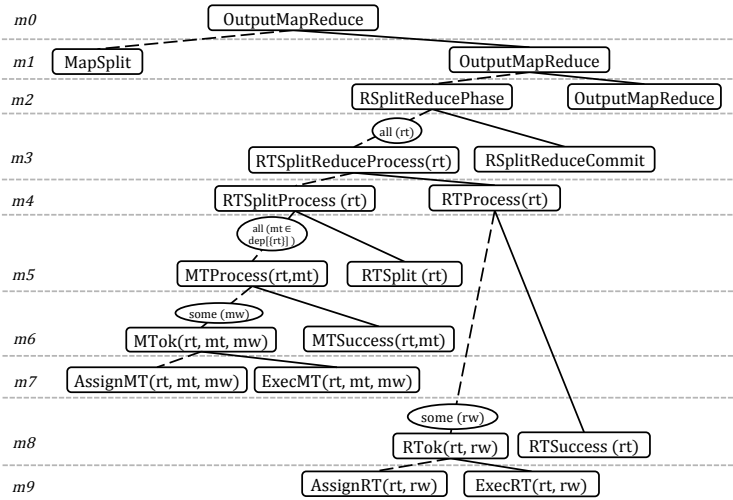 m0
OutputMapReduce
m1
MapSplit
OutputMapReduce
m2
RSplitReducePhase
OutputMapReduce
all (rt)
m3
RTSplitReduceProcess(rt)
RSplitReduceCommit
m4
RTSplitProcess (rt)
RTProcess(rt)
all (mt ∈
dep[{rt}] )
m5
MTProcess(rt,mt)
RTSplit (rt)
some (mw)
m6
MTok(rt, mt, mw)
MTSuccess(rt,mt)
m7
AssignMT(rt, mt, mw)
ExecMT(rt, mt, mw)
some (rw)
m8
RTok(rt, rw)
RTSuccess (rt)
m9
AssignRT(rt, rw)
ExecRT(rt, rw)